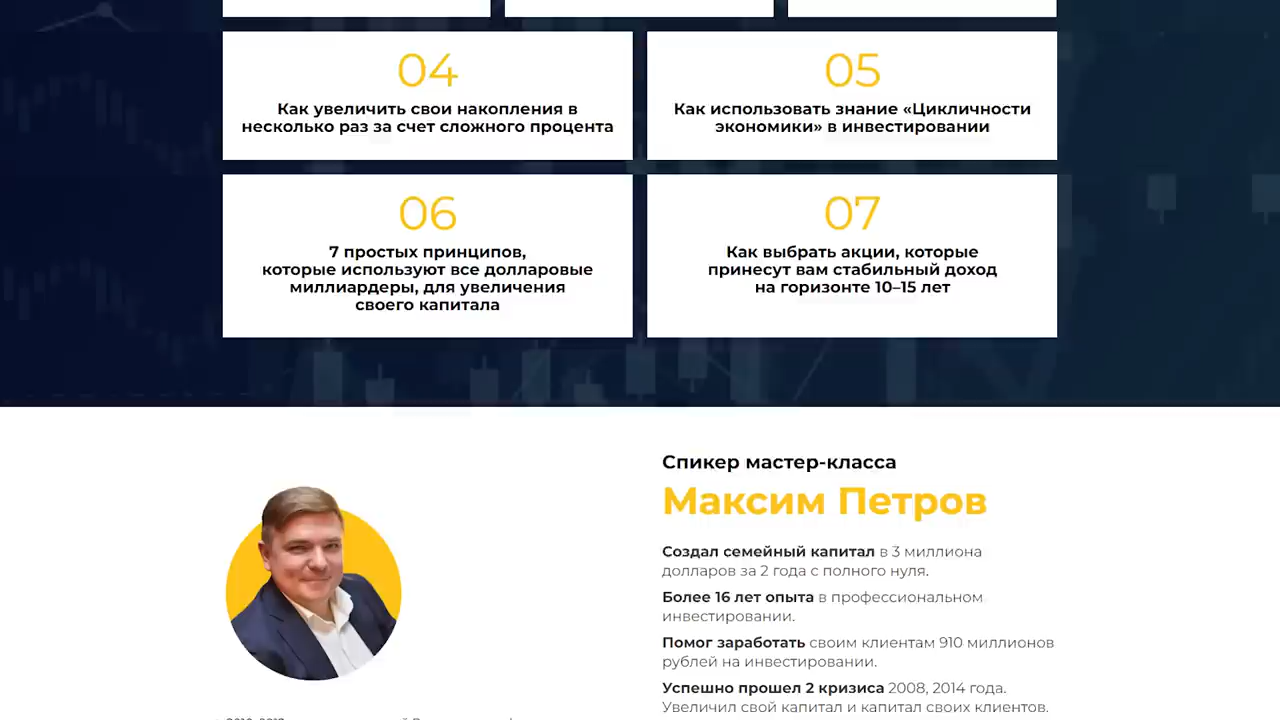 04
Как увеличить свои накопления в
несколько раз за счет сложного процента
05
Как использовать знание «Цикличности
экономики» в инвестировании
06
7 простых принципов,
которые используют все долларовые
миллиардеры, для увеличения
своего капитала
07
Как выбрать акции, которые
принесут вам стабильный доход
на горизонте 10–15 лет
Спикер мастер-класса
Максим Петров
Создал семейный капитал в 3 миллиона
долларов за 2 года с полного нуля.
Более 16 лет опыта в профессиональном
инвестировании.
Помог заработать своим клиентам 910 миллионов
рублей на инвестировании.
Успешно прошел 2 кризиса 2008, 2014 года.
Увеличил свой капитал и капитал своих клиентов.